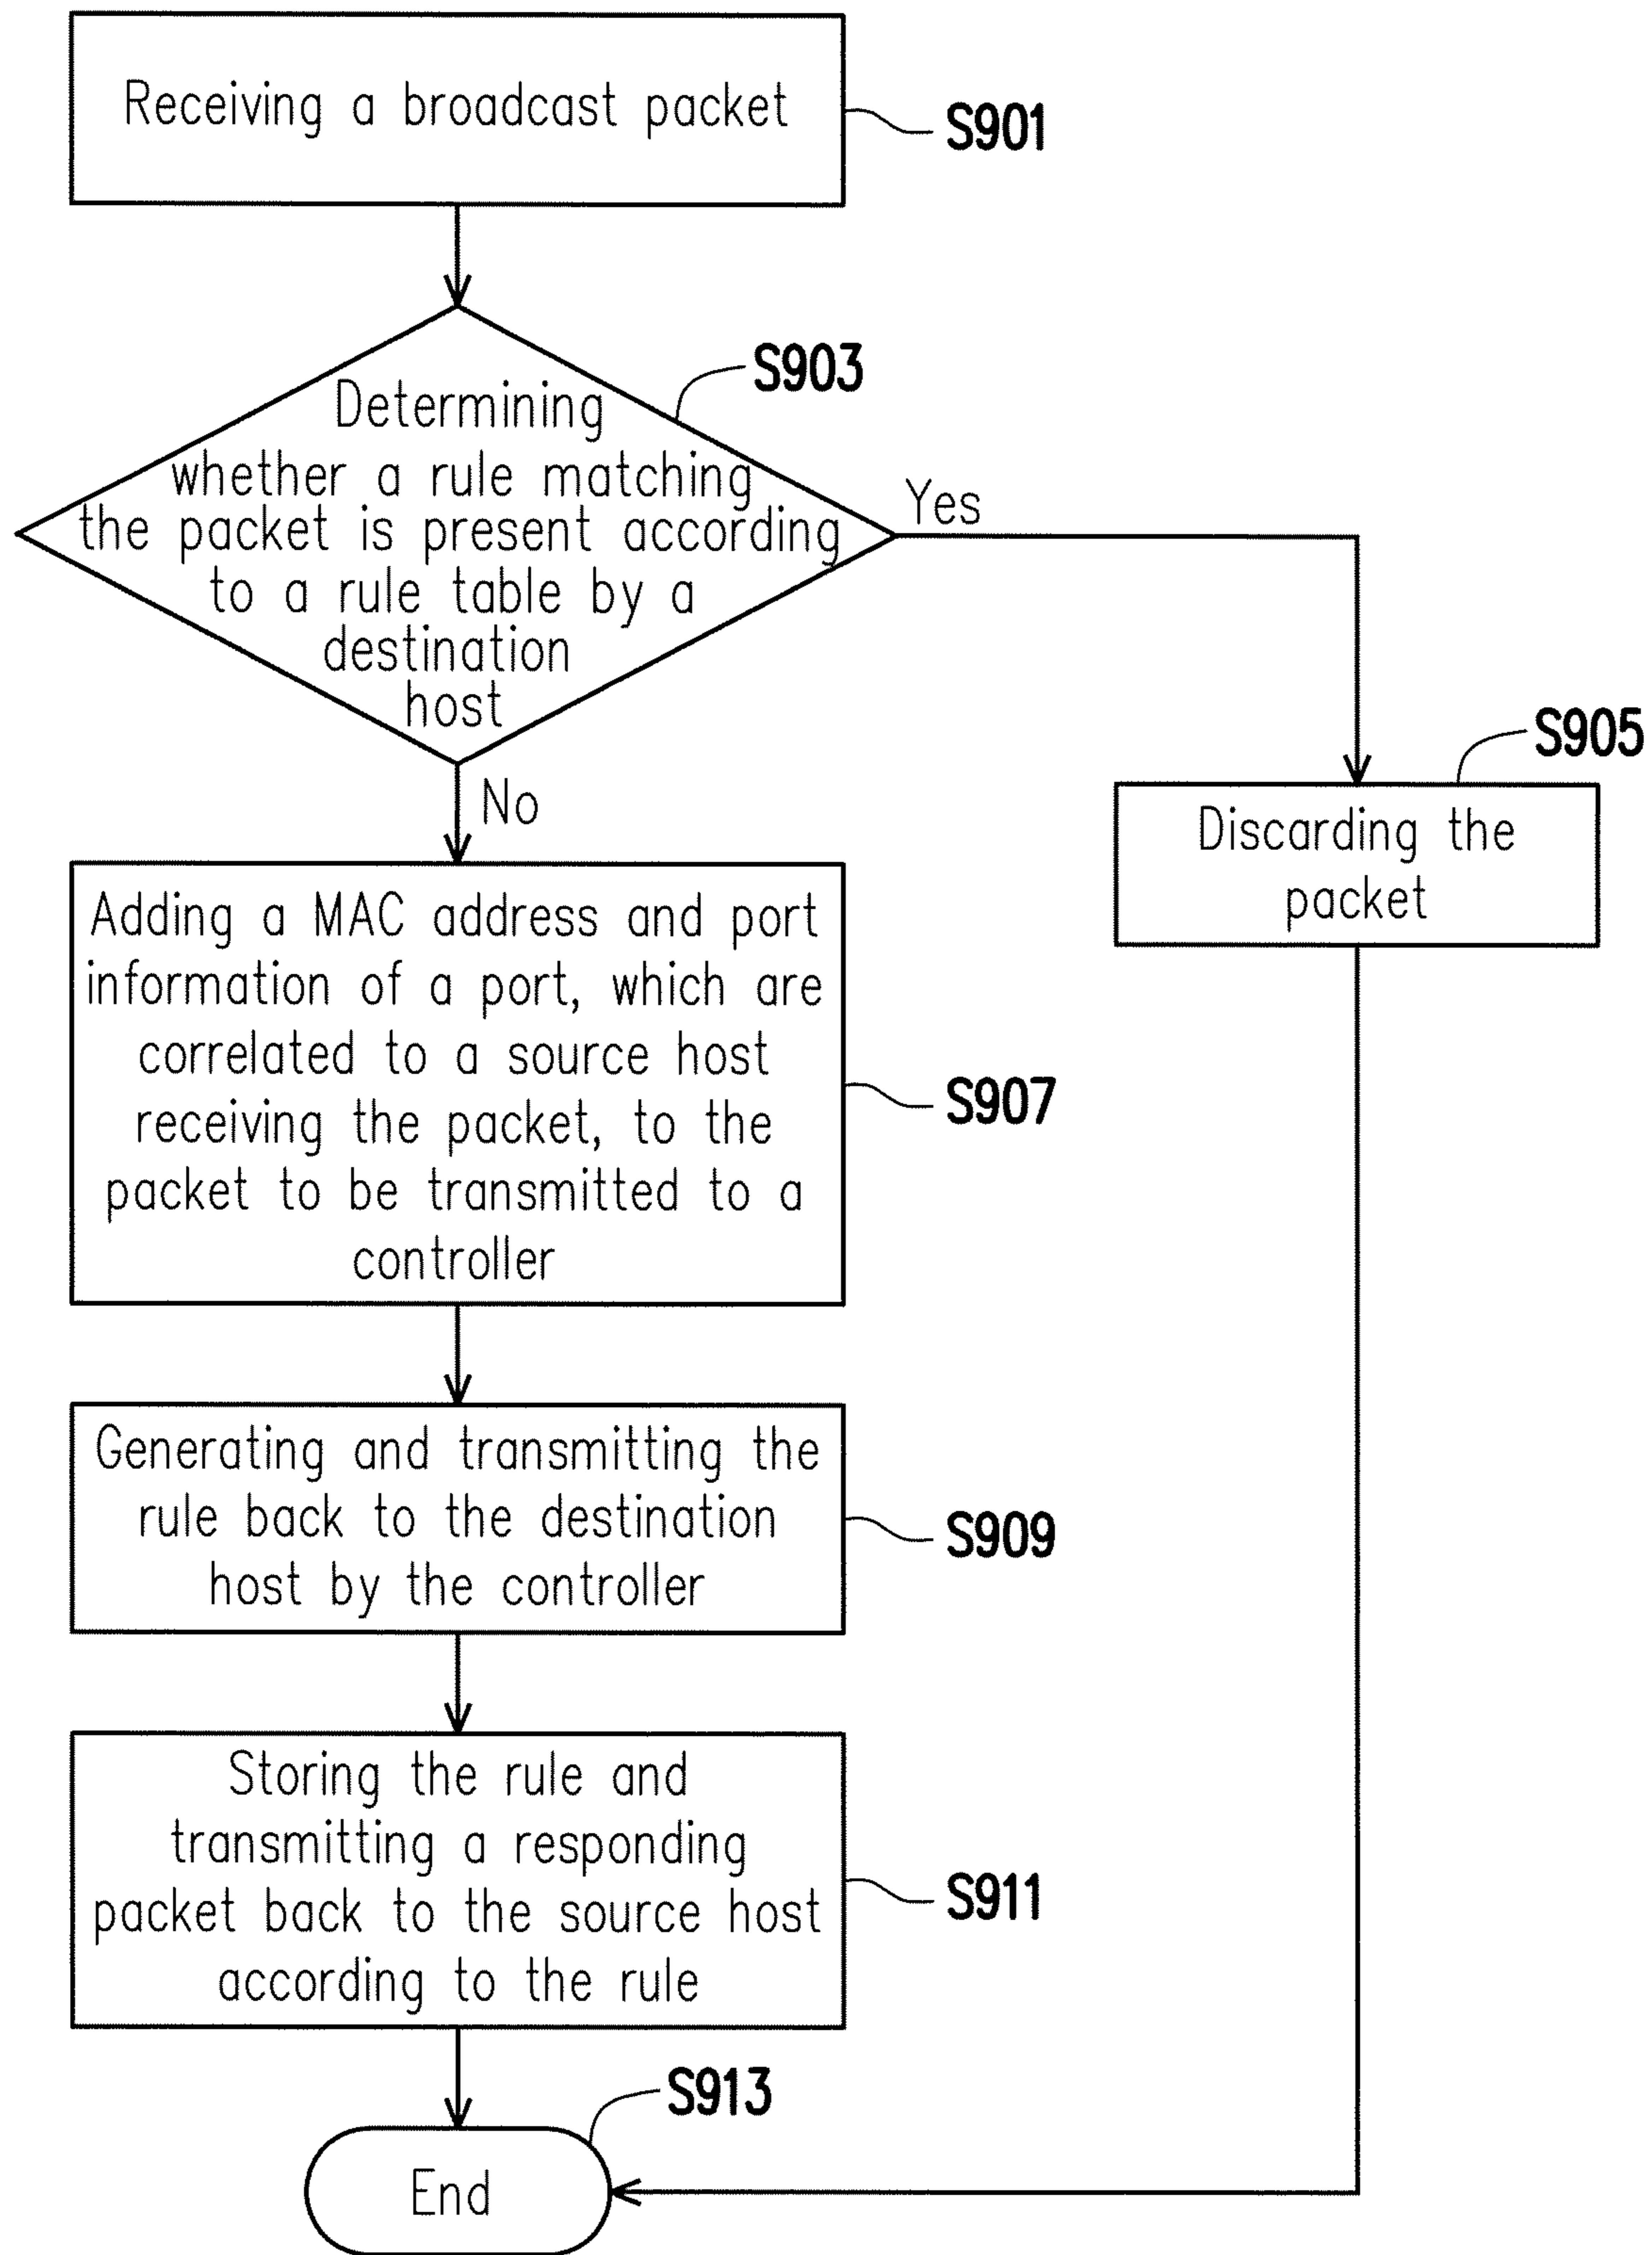 Receiving a broadcast packet
S901
S903
Determining
whether a rule matching
the packet is present according
to a rule table by a
destination
host
Yes
No
S905
Discarding the
packet
Adding a MAC address and port
information of a port, which are
correlated to a source host
receiving the packet, to the
packet to be transmitted to a
controller
S907
Generating and transmitting the
rule back to the destination
host by the controller
S909
Storing the rule and
transmitting a responding
packet back to the source host
according to the rule
S911
S913
End